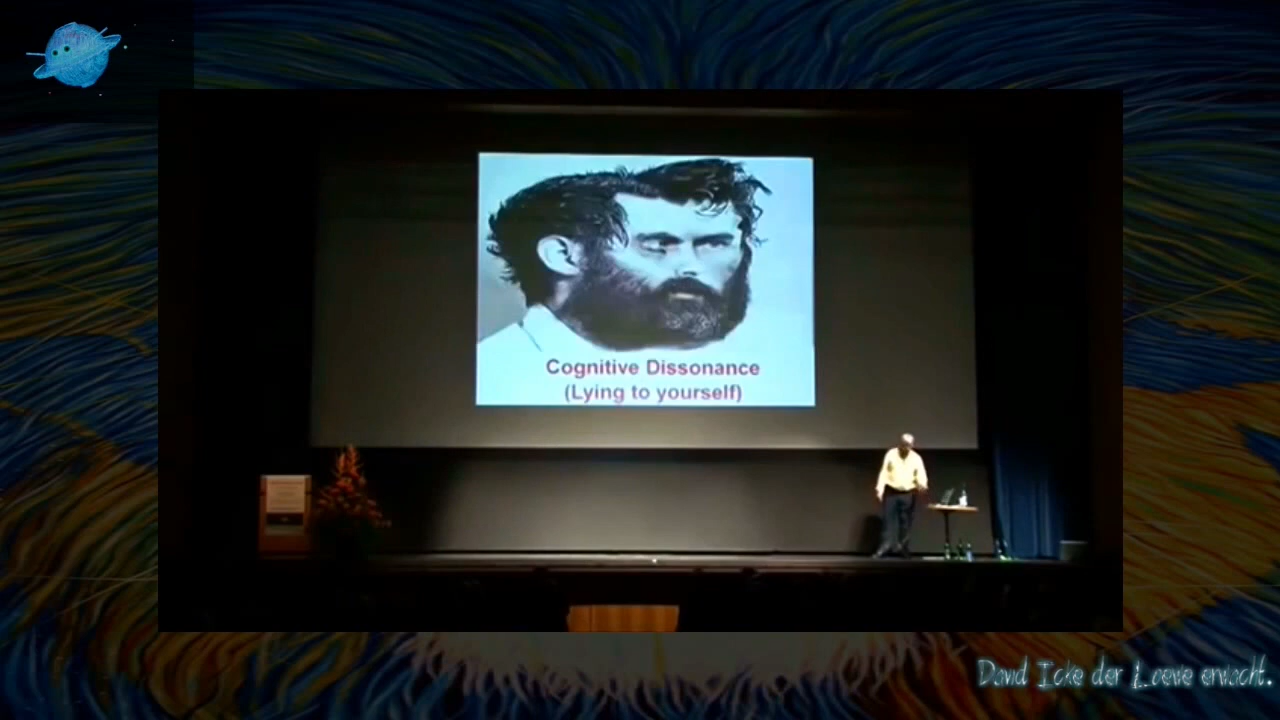 Cognitive Dissonance
(Lying to yourself)
David Icke der Loewe erwacht.